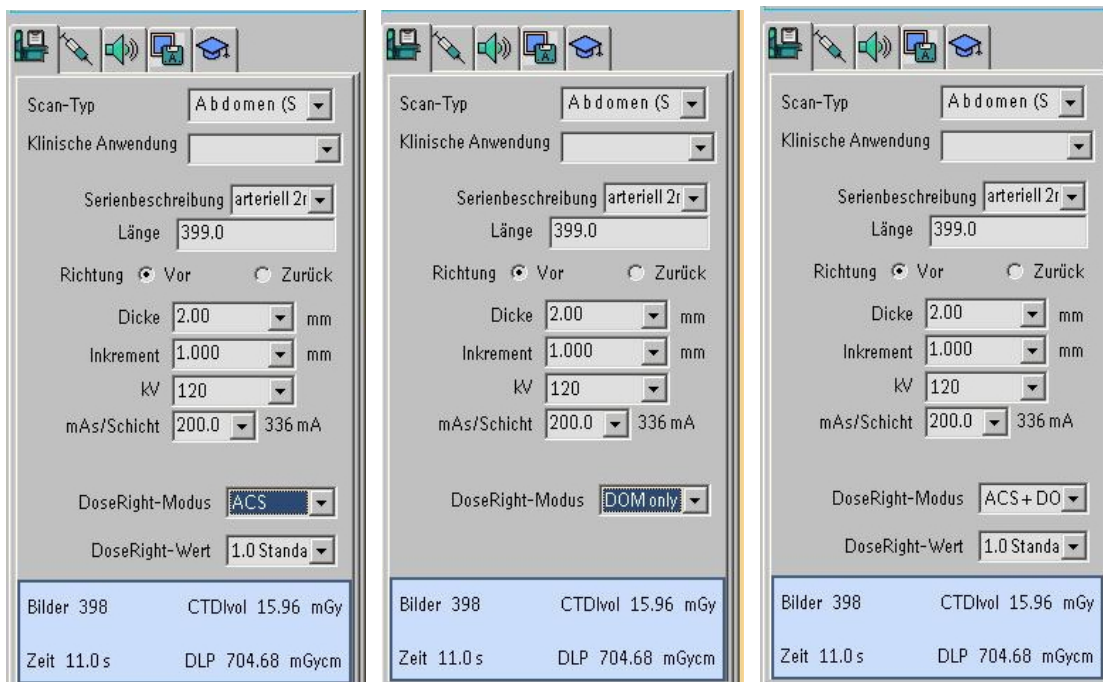 Scan-Typ Abdomen (S
Klinische Anwendung
Serienbeschreibung arteriell 2r
Länge 399.0
Richtung Vor Zurück
Dicke 2.00 mm
Inkrement 1.000 mm
kV 120
mAs/Schicht 200.0 336 mA
DoseRight-Modus ACS
DoseRight-Wert 1.0 Standa
Bilder 398 CTDIvol 15.96 mGy
Zeit 11.0 s DLP 704.68 mGycm
Scan-Typ Abdomen (S
Klinische Anwendung
Serienbeschreibung arteriell 2r
Länge 399.0
Richtung Vor Zurück
Dicke 2.00 mm
Inkrement 1.000 mm
kV 120
mAs/Schicht 200.0 336 mA
DoseRight-Modus DOM only
Bilder 398 CTDIvol 15.96 mGy
Zeit 11.0 s DLP 704.68 mGycm
Scan-Typ Abdomen (S
Klinische Anwendung
Serienbeschreibung arteriell 2r
Länge 399.0
Richtung Vor Zurück
Dicke 2.00 mm
Inkrement 1.000 mm
kV 120
mAs/Schicht 200.0 336 mA
DoseRight-Modus ACS + DO
DoseRight-Wert 1.0 Standa
Bilder 398 CTDIvol 15.96 mGy
Zeit 11.0 s DLP 704.68 mGycm